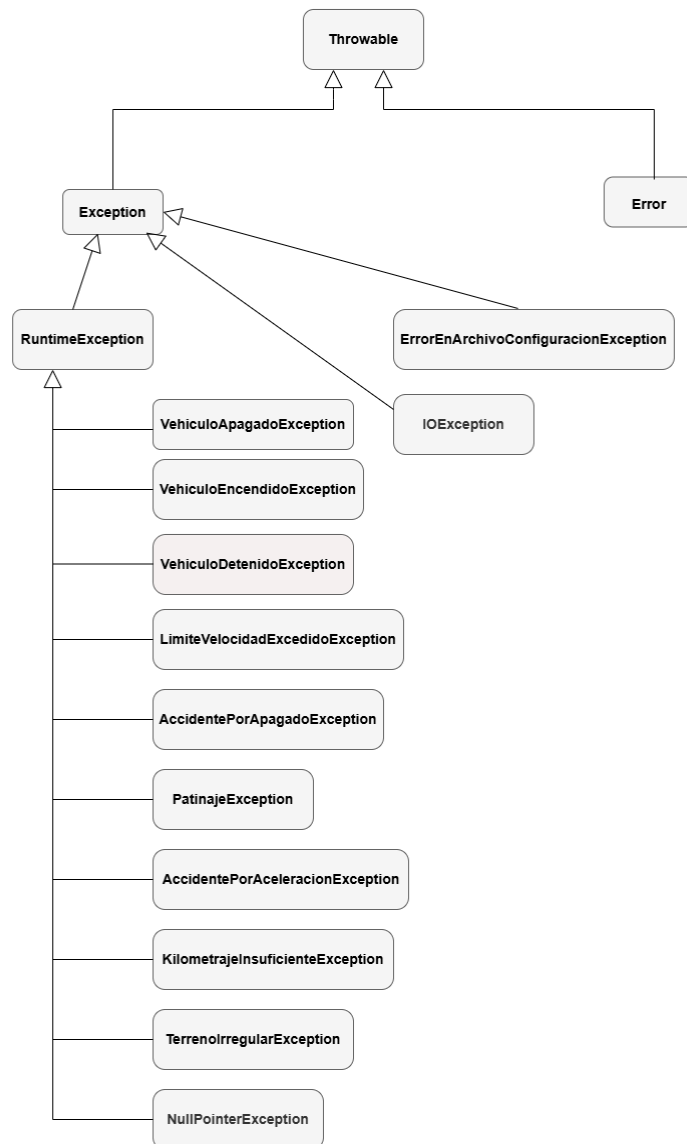 Throwable
Exception
Error
RuntimeException
ErrorEnArchivoConfiguracionException
IOException
VehiculoApagadoException
VehiculoEncendidoException
VehiculoDetenidoException
LimiteVelocidadExcedidoException
AccidentePorApagadoException
PatinajeException
AccidentePorAceleracionException
KilometrajeInsuficienteException
TerrenoIrregularException
NullPointerException